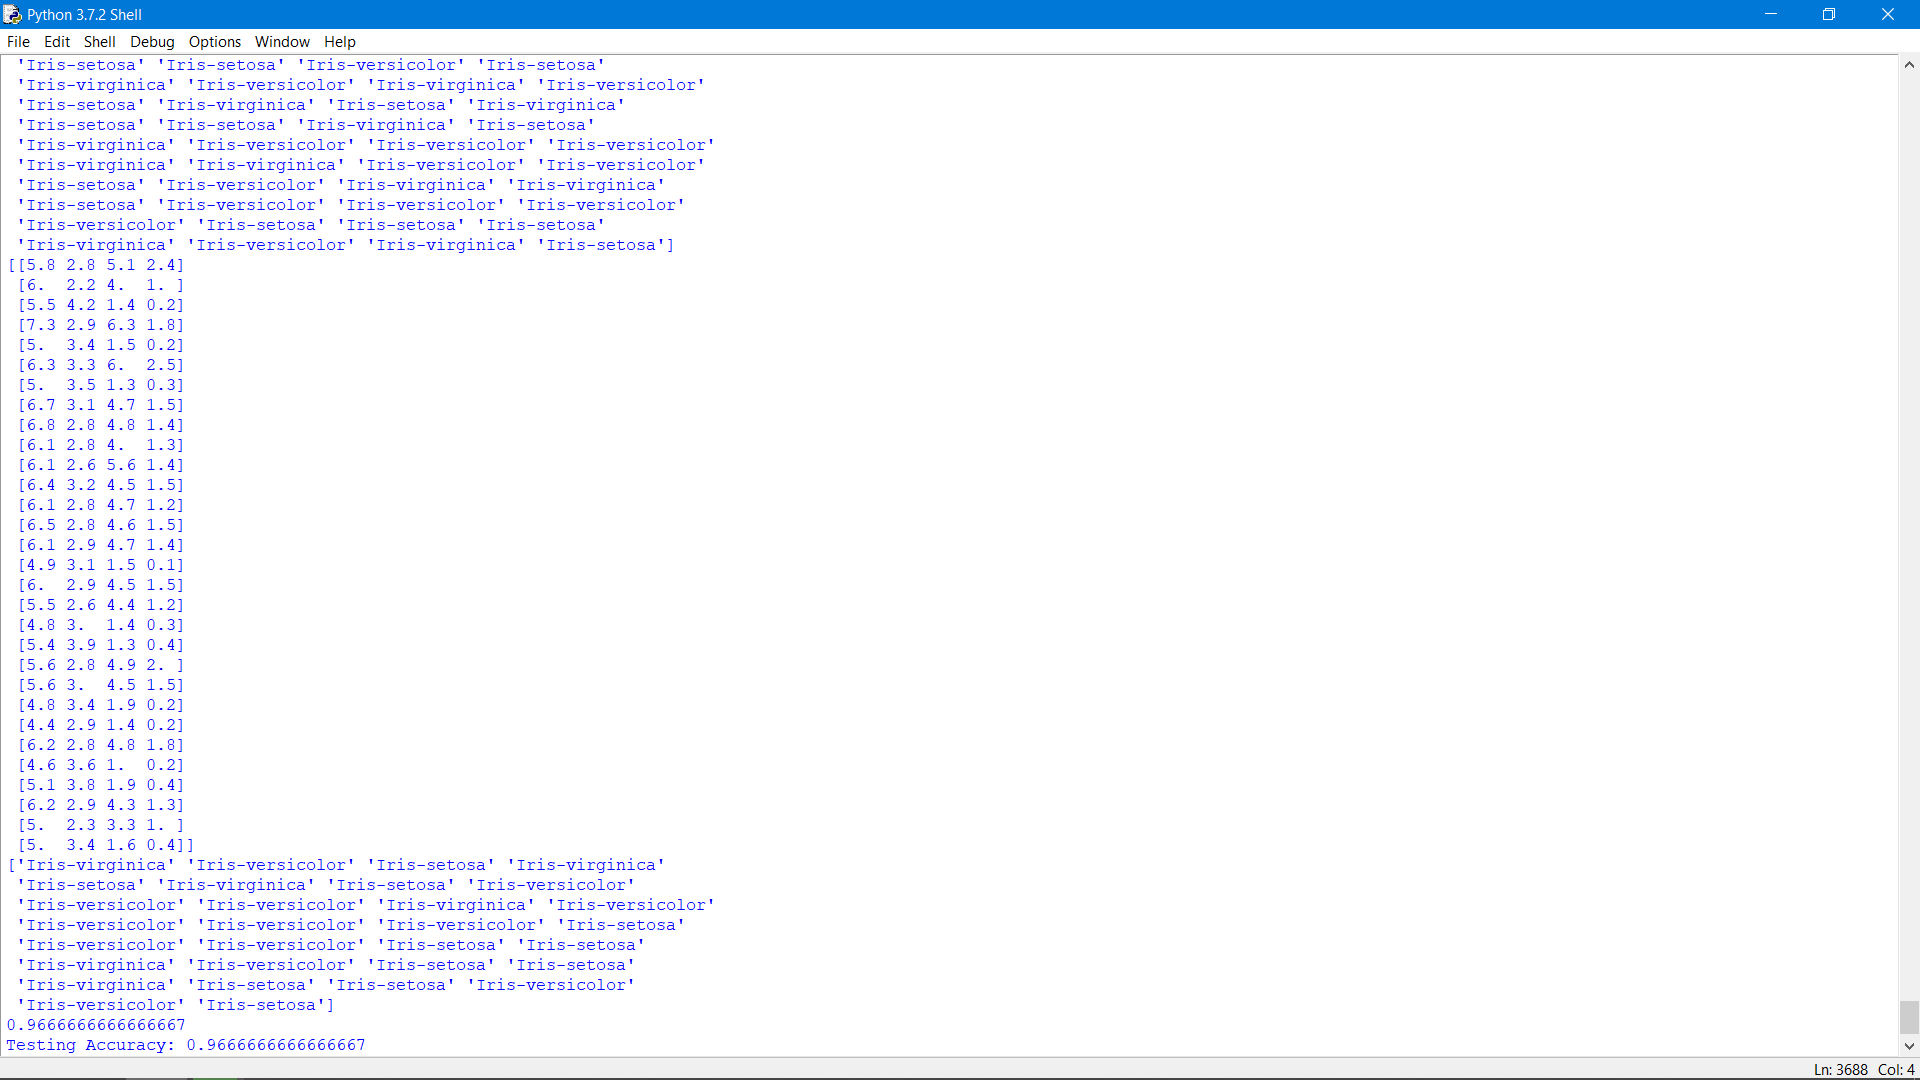 Python 3.7.2 Shell
File Edit Shell Debug Options Window Help
'Iris-setosa' 'Iris-setosa' 'Iris-versicolor' 'Iris-setosa'
'Iris-virginica' 'Iris-versicolor' 'Iris-virginica' 'Iris-versicolor'
'Iris-setosa' 'Iris-virginica' 'Iris-setosa' 'Iris-virginica'
'Iris-setosa' 'Iris-setosa' 'Iris-virginica' 'Iris-setosa'
'Iris-virginica' 'Iris-versicolor' 'Iris-versicolor' 'Iris-versicolor'
'Iris-virginica' 'Iris-virginica' 'Iris-versicolor' 'Iris-versicolor'
'Iris-setosa' 'Iris-versicolor' 'Iris-virginica' 'Iris-virginica'
'Iris-setosa' 'Iris-versicolor' 'Iris-versicolor' 'Iris-versicolor'
'Iris-versicolor' 'Iris-setosa' 'Iris-setosa' 'Iris-setosa'
'Iris-virginica' 'Iris-versicolor' 'Iris-virginica' 'Iris-setosa']
[[5.8 2.8 5.1 2.4]
[6.  2.2 4.  1. ]
[5.5 4.2 1.4 0.2]
[7.3 2.9 6.3 1.8]
[5.  3.4 1.5 0.2]
[6.3 3.3 6.  2.5]
[5.  3.5 1.3 0.3]
[6.7 3.1 4.7 1.5]
[6.8 2.8 4.8 1.4]
[6.1 2.8 4.  1.3]
[6.1 2.6 5.6 1.4]
[6.4 3.2 4.5 1.5]
[6.1 2.8 4.7 1.2]
[6.5 2.8 4.6 1.5]
[6.1 2.9 4.7 1.4]
[4.9 3.1 1.5 0.1]
[6.  2.9 4.5 1.5]
[5.5 2.6 4.4 1.2]
[4.8 3.  1.4 0.3]
[5.4 3.9 1.3 0.4]
[5.6 2.8 4.9 2. ]
[5.6 3.  4.5 1.5]
[4.8 3.4 1.9 0.2]
[4.4 2.9 1.4 0.2]
[6.2 2.8 4.8 1.8]
[4.6 3.6 1.  0.2]
[5.1 3.8 1.9 0.4]
[6.2 2.9 4.3 1.3]
[5.  2.3 3.3 1. ]
[5.  3.4 1.6 0.4]]
['Iris-virginica' 'Iris-versicolor' 'Iris-setosa' 'Iris-virginica'
'Iris-setosa' 'Iris-virginica' 'Iris-setosa' 'Iris-versicolor'
'Iris-versicolor' 'Iris-versicolor' 'Iris-virginica' 'Iris-versicolor'
'Iris-versicolor' 'Iris-versicolor' 'Iris-versicolor' 'Iris-setosa'
'Iris-versicolor' 'Iris-versicolor' 'Iris-setosa' 'Iris-setosa'
'Iris-virginica' 'Iris-versicolor' 'Iris-setosa' 'Iris-setosa'
'Iris-virginica' 'Iris-setosa' 'Iris-setosa' 'Iris-versicolor'
'Iris-versicolor' 'Iris-setosa']
0.9666666666666667
Testing Accuracy: 0.9666666666666667
Ln: 3688 Col: 4